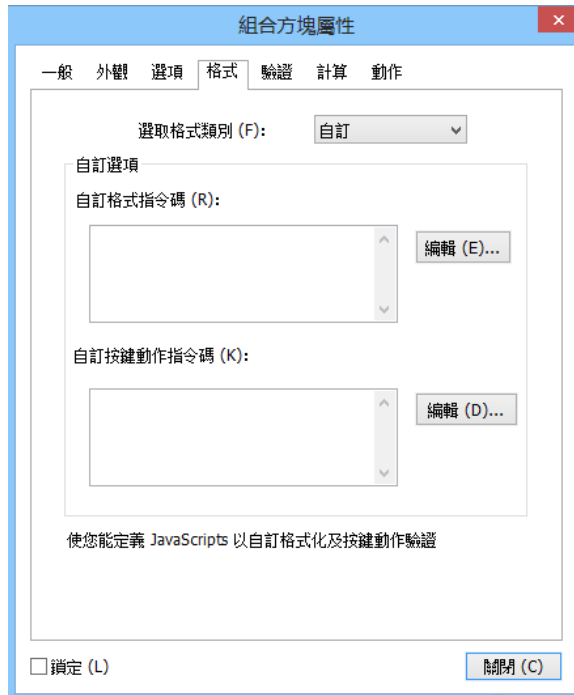 組合方塊屬性
一般 外觀 選項 格式 驗證 計算 動作
選取格式類別 (F): 自訂
自訂選項
自訂格式指令碼 (R):
編輯 (E)...
自訂按鍵動作指令碼 (K):
編輯 (D)...
使您能定義 JavaScripts 以自訂格式化及按鍵動作驗證
鎖定 (L) 關閉 (C)